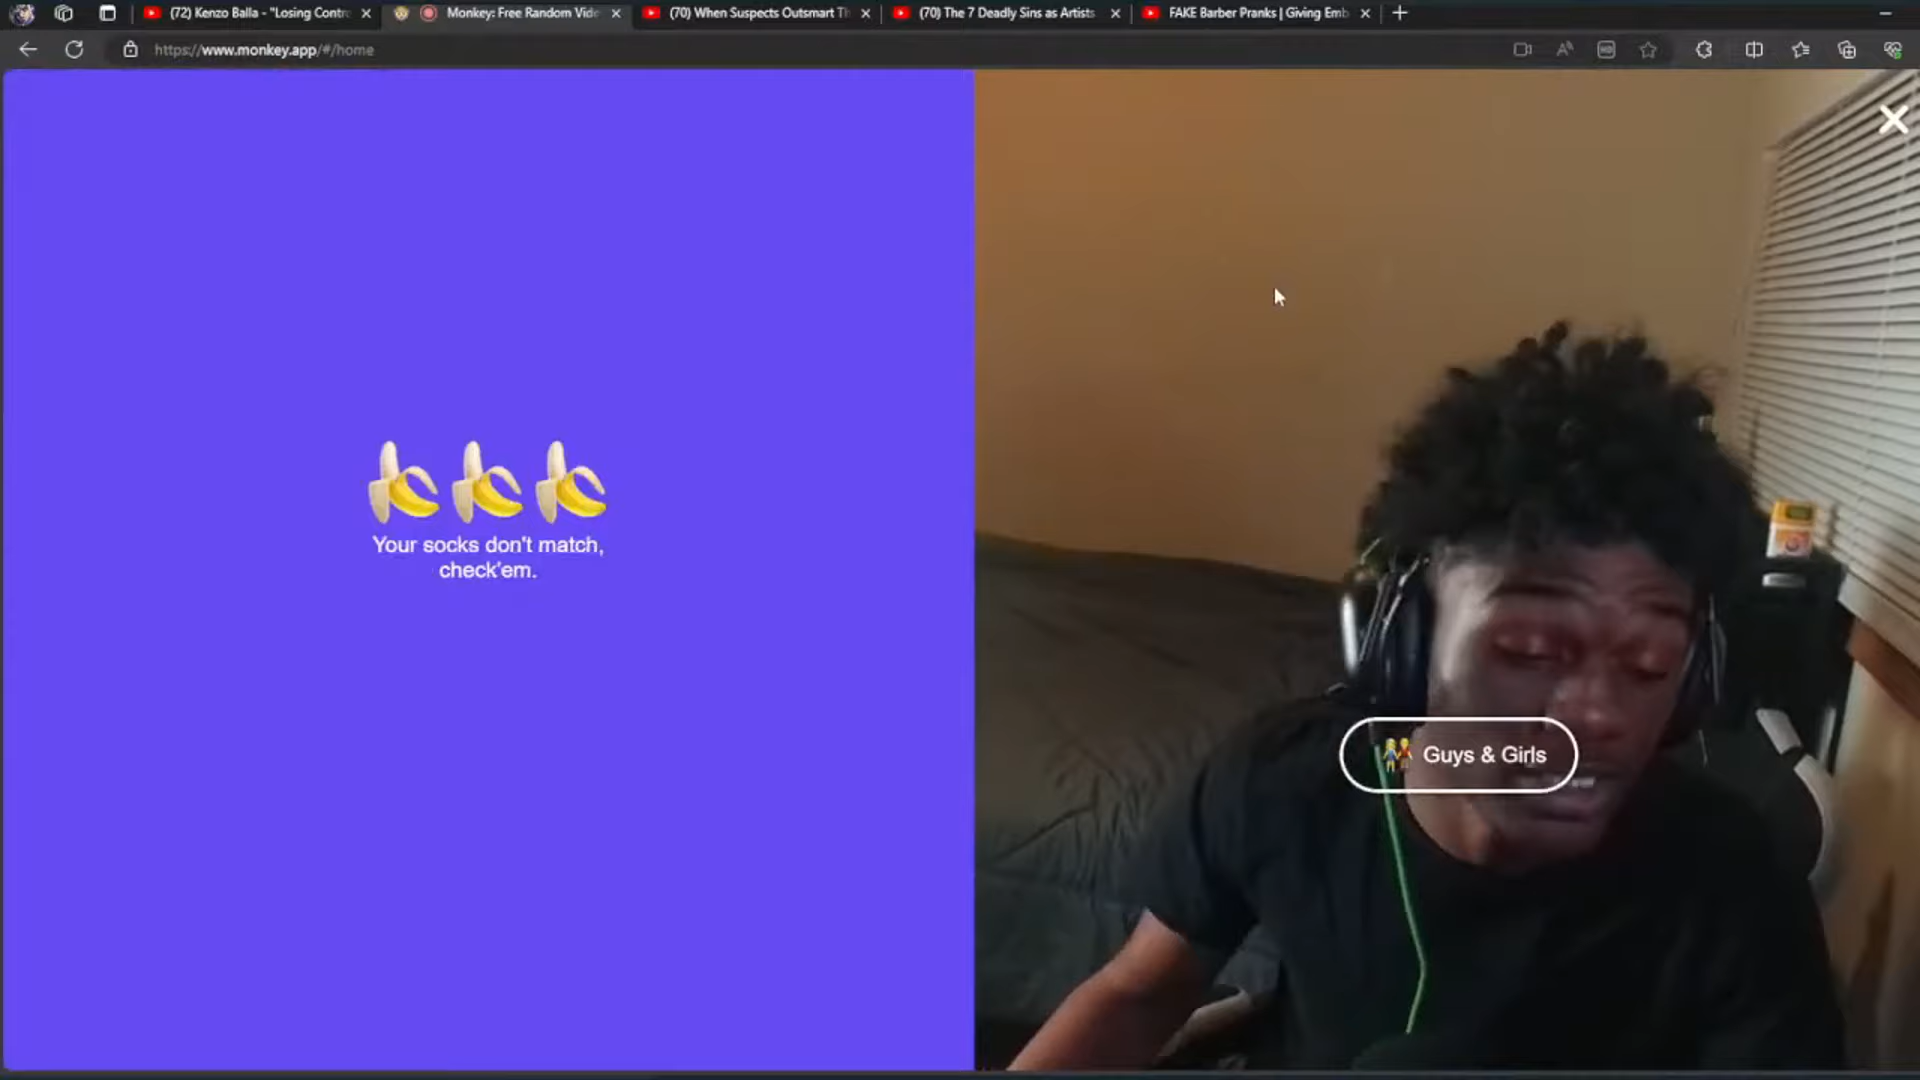 (72) Kenzo Balla - "Losing Contr
Monkey: Free Random Vid
(70) When Suspects Outsmart Th
(70) The 7 Deadly Sins as Artists
FAKE Barber Pranks | Giving Emb
https://www.monkey.app/#/home
Your socks don't match,
check'em.
Guys & Girls